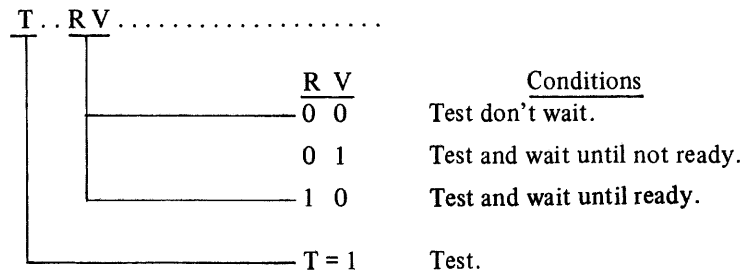 T . . R V . . . . . . . . . . . . . . . . . . . .
R V Conditions
0 0 Test don't wait.
0 1 Test and wait until not ready.
1 0 Test and wait until ready.
T = 1 Test.